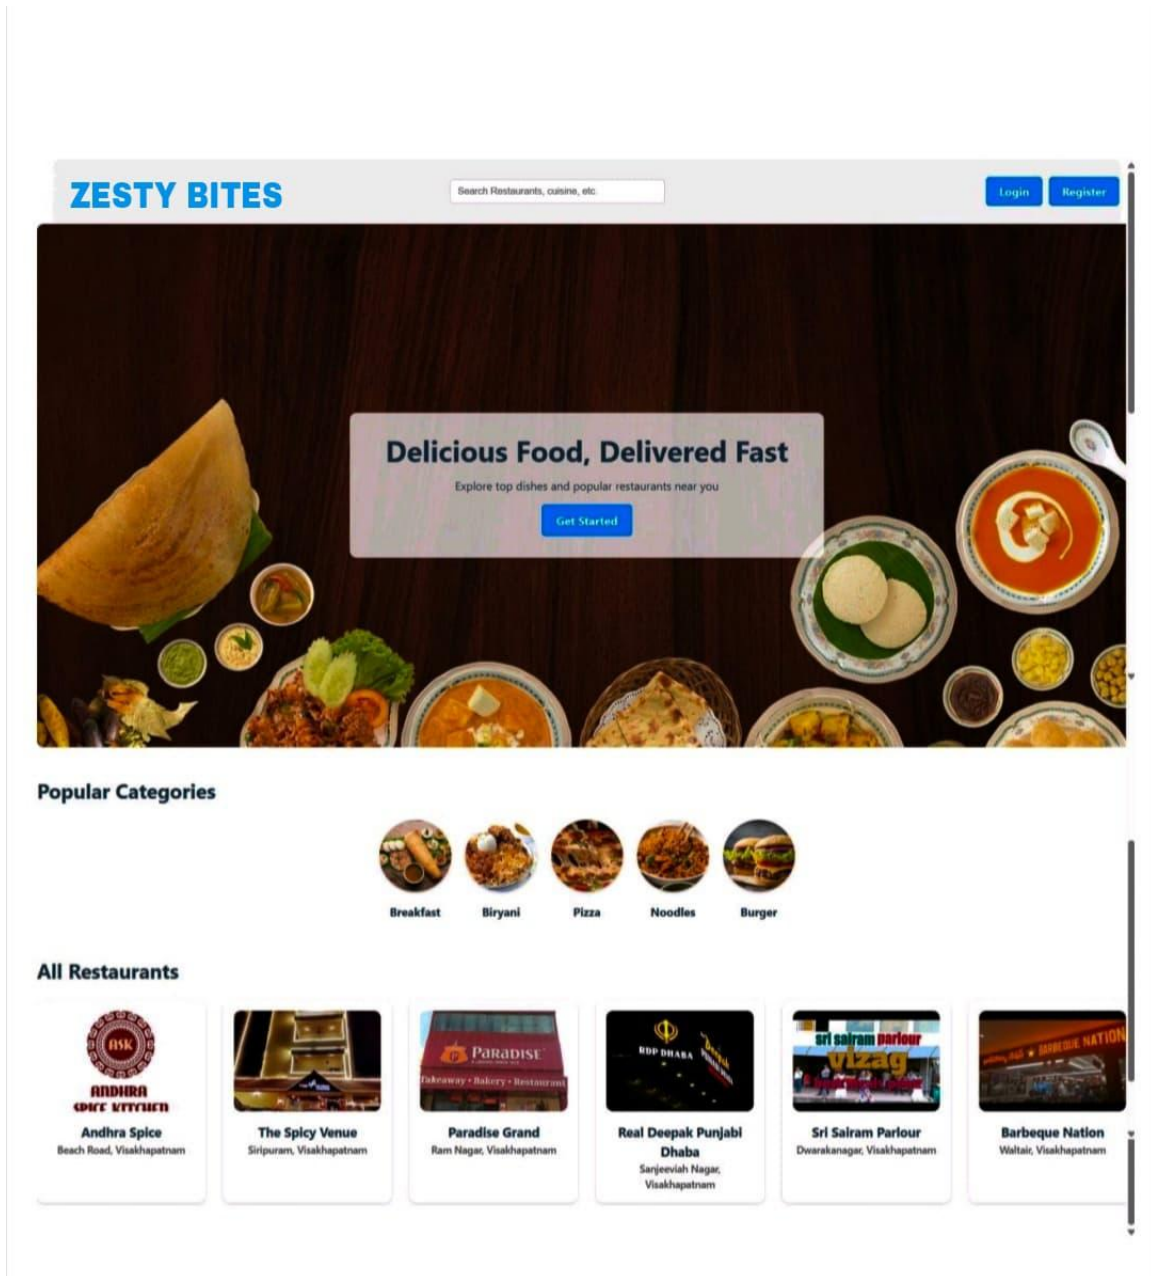 ZESTY BITES
Search Restaurants, cuisine, etc.
Login
Register
Delicious Food, Delivered Fast
Explore top dishes and popular restaurants near you
Get Started
Popular Categories
Breakfast
Biryani
Pizza
Noodles
Burger
All Restaurants
ASK
ANDHRA
SPICE KITCHEN
Andhra Spice
Beach Road, Visakhapatnam
The Spicy Venue
Siripuram, Visakhapatnam
PARADISE
Takeaway • Bakery • Restaurant
Paradise Grand
Ram Nagar, Visakhapatnam
RDP DHABA
Deepak
Real Deepak Punjabi
Dhaba
Sanjeeviah Nagar,
Visakhapatnam
sri sairam parlour
vizag
Sri Sairam Parlour
Dwarakanagar, Visakhapatnam
BARBEQUE NATION
Barbeque Nation
Waltair, Visakhapatnam